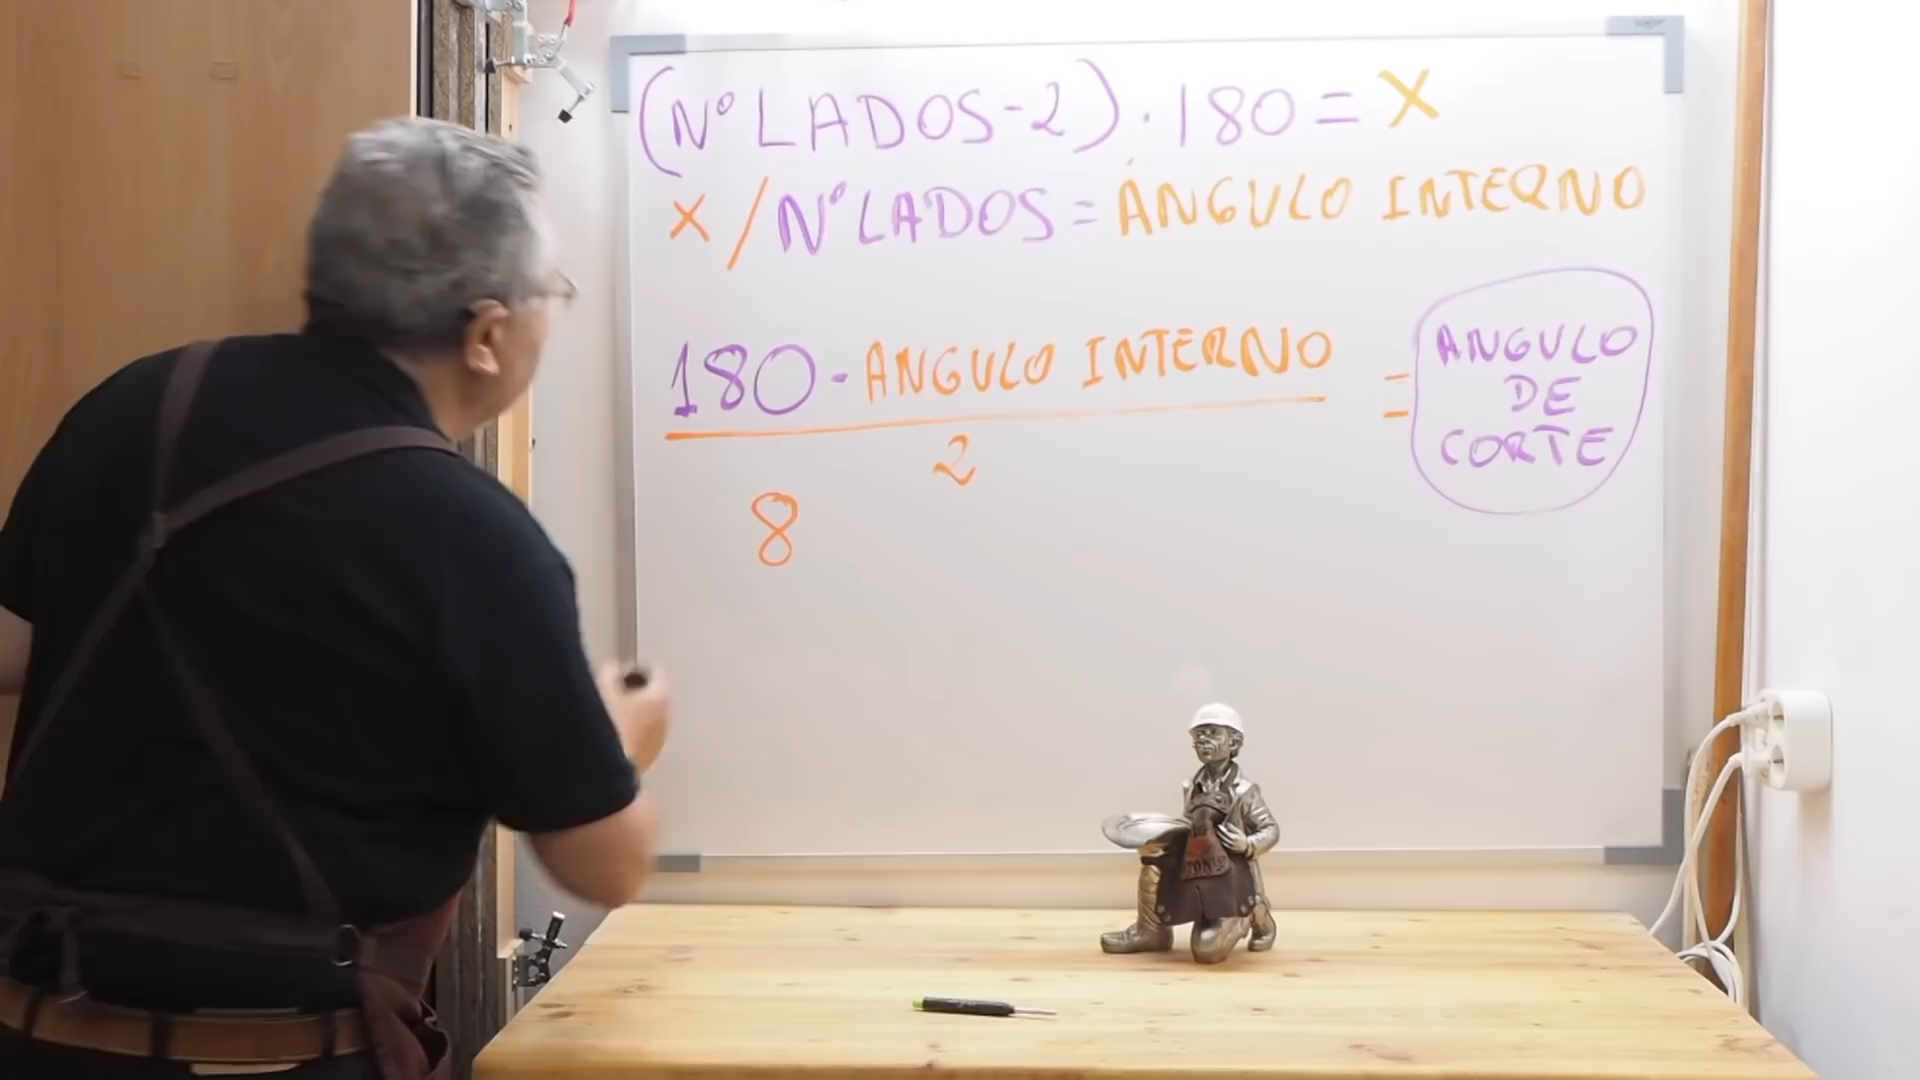 (Nº LADOS-2) · 180 = X
X / Nº LADOS = ÁNGULO INTERNO
180 - ANGULO INTERNO
2
= ANGULO
DE
CORTE
8